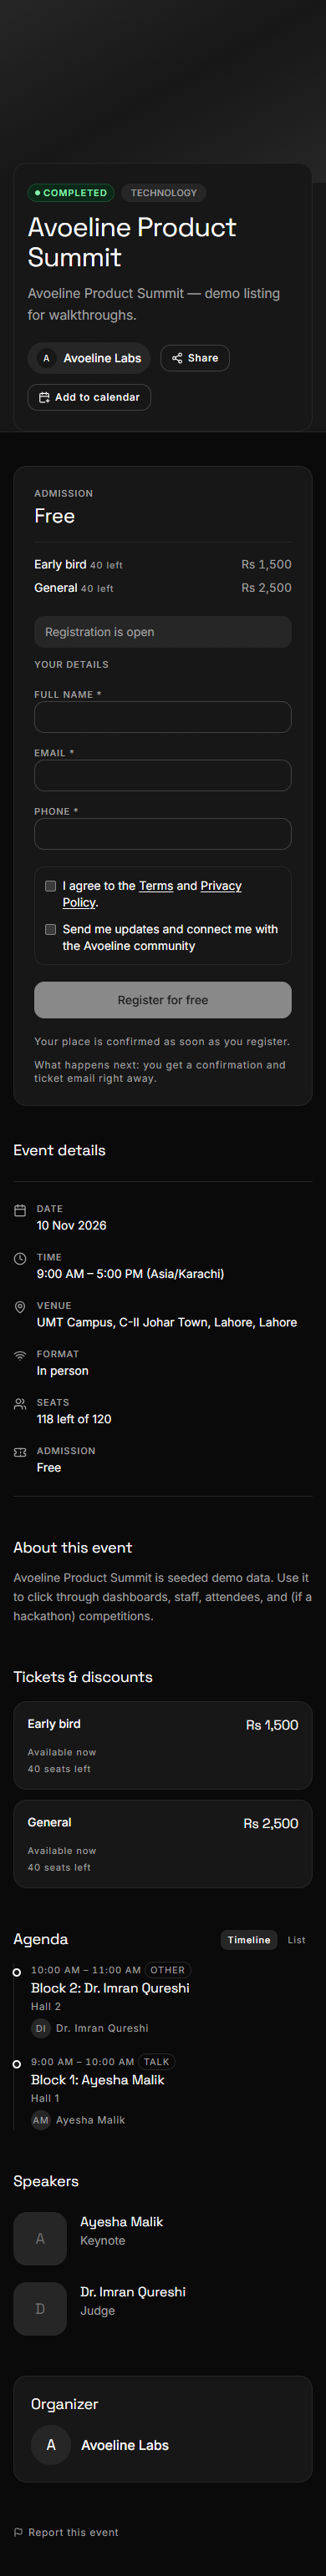 COMPLETED TECHNOLOGY
Avoeline Product
Summit
Avoeline Product Summit — demo listing
for walkthroughs.
A Avoeline Labs Share
Add to calendar
ADMISSION
Free
Early bird 40 left Rs 1,500
General 40 left Rs 2,500
Registration is open
YOUR DETAILS
FULL NAME *
EMAIL *
PHONE *
I agree to the Terms and Privacy
Policy.
Send me updates and connect me with
the Avoeline community
Register for free
Your place is confirmed as soon as you register.
What happens next: you get a confirmation and
ticket email right away.
Event details
DATE
10 Nov 2026
TIME
9:00 AM – 5:00 PM (Asia/Karachi)
VENUE
UMT Campus, C-II Johar Town, Lahore, Lahore
FORMAT
In person
SEATS
118 left of 120
ADMISSION
Free
About this event
Avoeline Product Summit is seeded demo data. Use it
to click through dashboards, staff, attendees, and (if a
hackathon) competitions.
Tickets & discounts
Early bird Rs 1,500
Available now
40 seats left
General Rs 2,500
Available now
40 seats left
Agenda Timeline List
10:00 AM – 11:00 AM OTHER
Block 2: Dr. Imran Qureshi
Hall 2
DI Dr. Imran Qureshi
9:00 AM – 10:00 AM TALK
Block 1: Ayesha Malik
Hall 1
AM Ayesha Malik
Speakers
A Ayesha Malik
Keynote
D Dr. Imran Qureshi
Judge
Organizer
A Avoeline Labs
Report this event